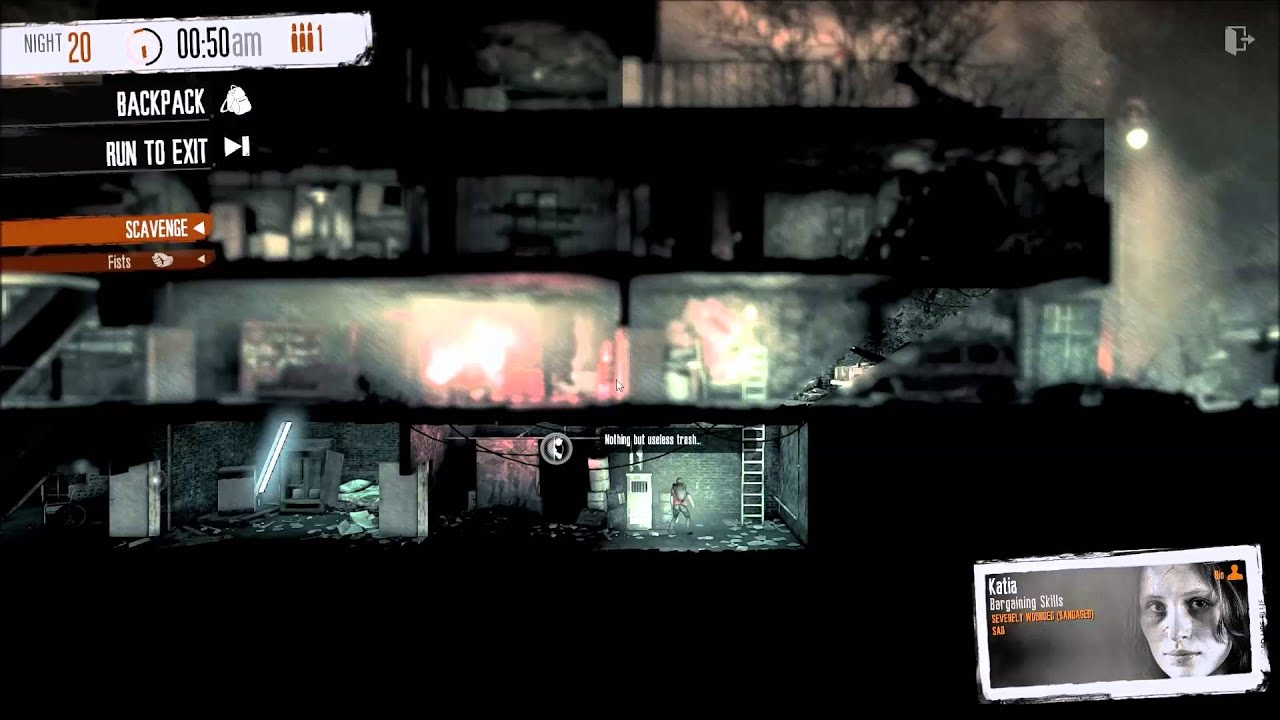 NIGHT 20 00:50am 1
BACKPACK
RUN TO EXIT
SCAVENGE
Fists
Nothing but useless trash...
Katia
Bargaining Skills
SEVERELY WOUNDED (BANDAGED)
SAD